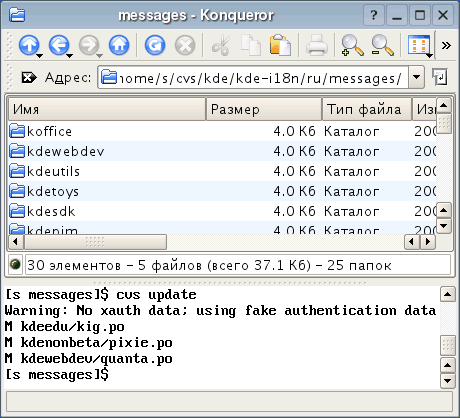 messages - Konqueror
Адрес: home/s/cvs/kde/kde-i18n/ru/messages/
Имя Размер Тип файла Из
koffice 4.0 Кб Каталог 200
kdewebdev 4.0 Кб Каталог 200
kdeutils 4.0 Кб Каталог 200
kdetoys 4.0 Кб Каталог 200
kdesdk 4.0 Кб Каталог 200
kdepim 4.0 Кб Каталог 200
30 элементов - 5 файлов (всего 37.1 Кб) - 25 папок
[s messages]$ cvs update
Warning: No xauth data; using fake authentication data
M kdeedu/kig.po
M kdenonbeta/pixie.po
M kdewebdev/quanta.po
[s messages]$